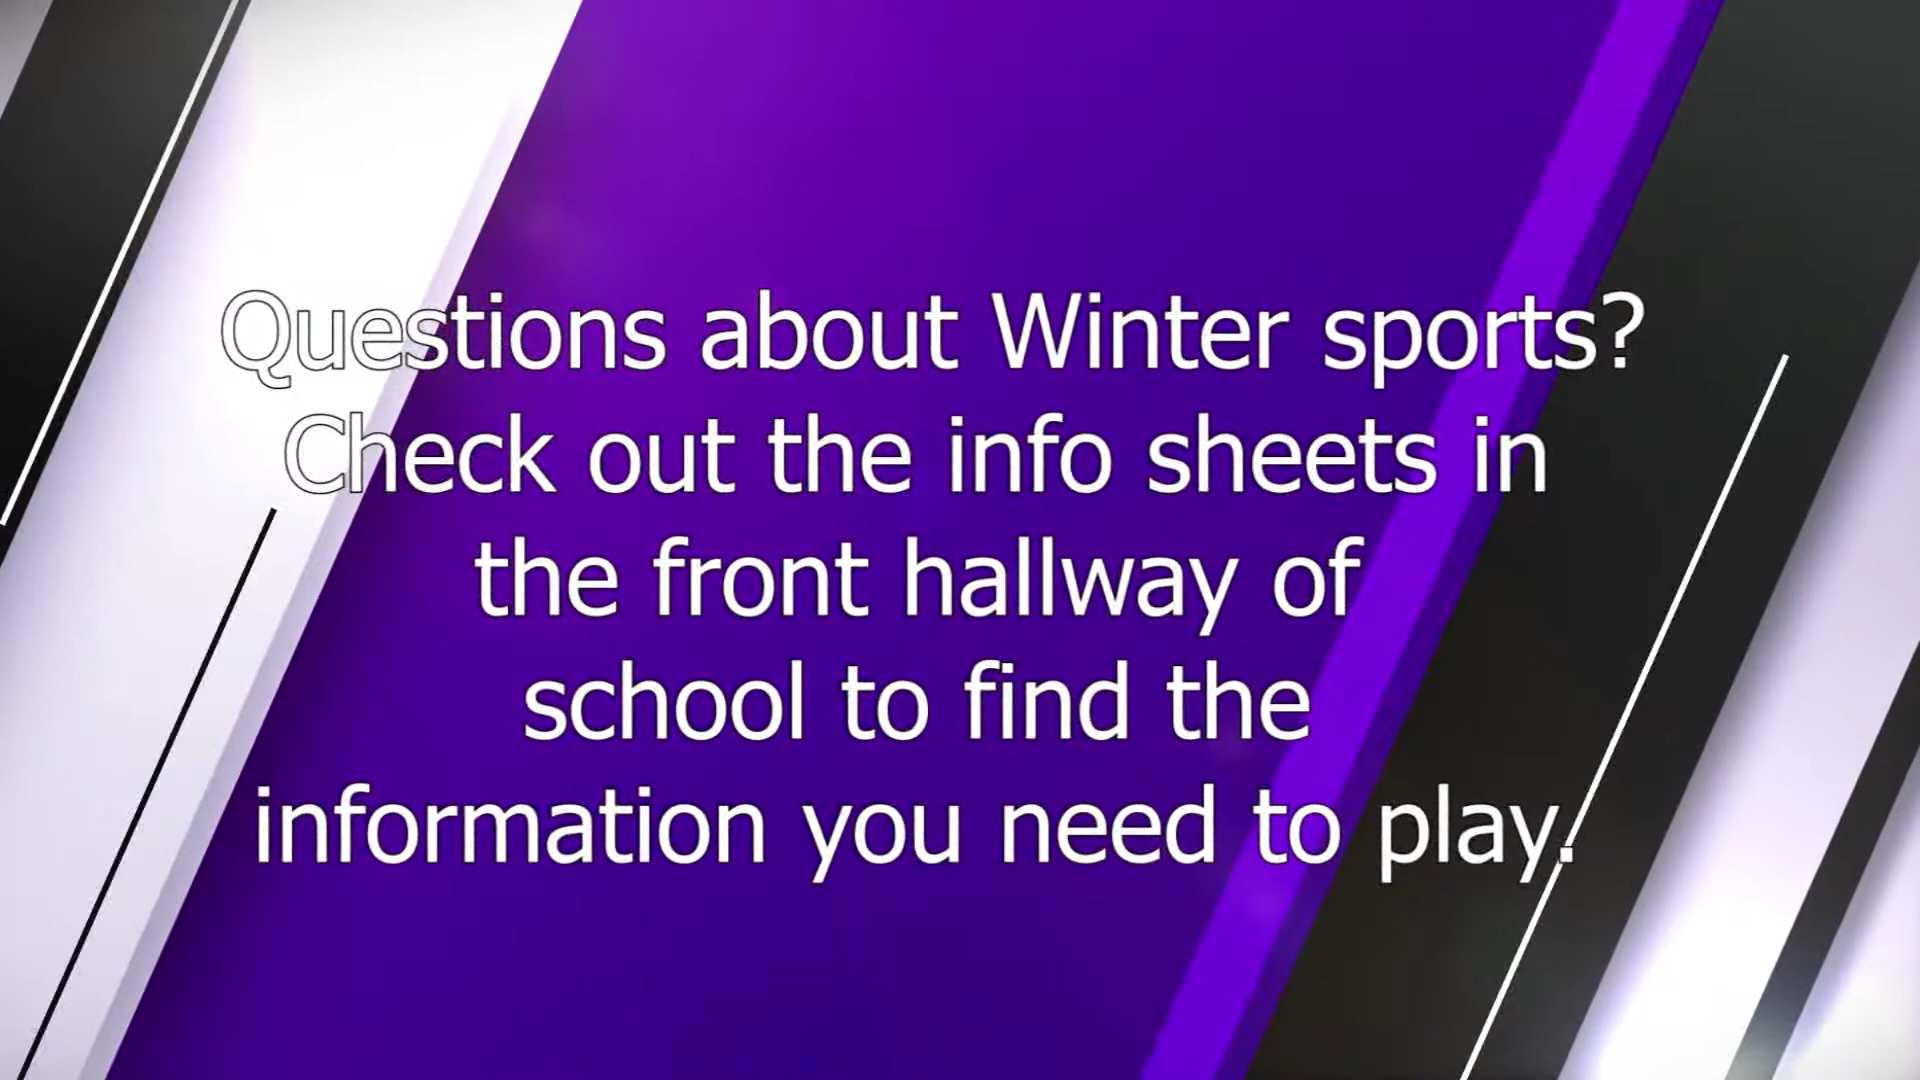 Questions about Winter sports?
Check out the info sheets in
the front hallway of
school to find the
information you need to play.